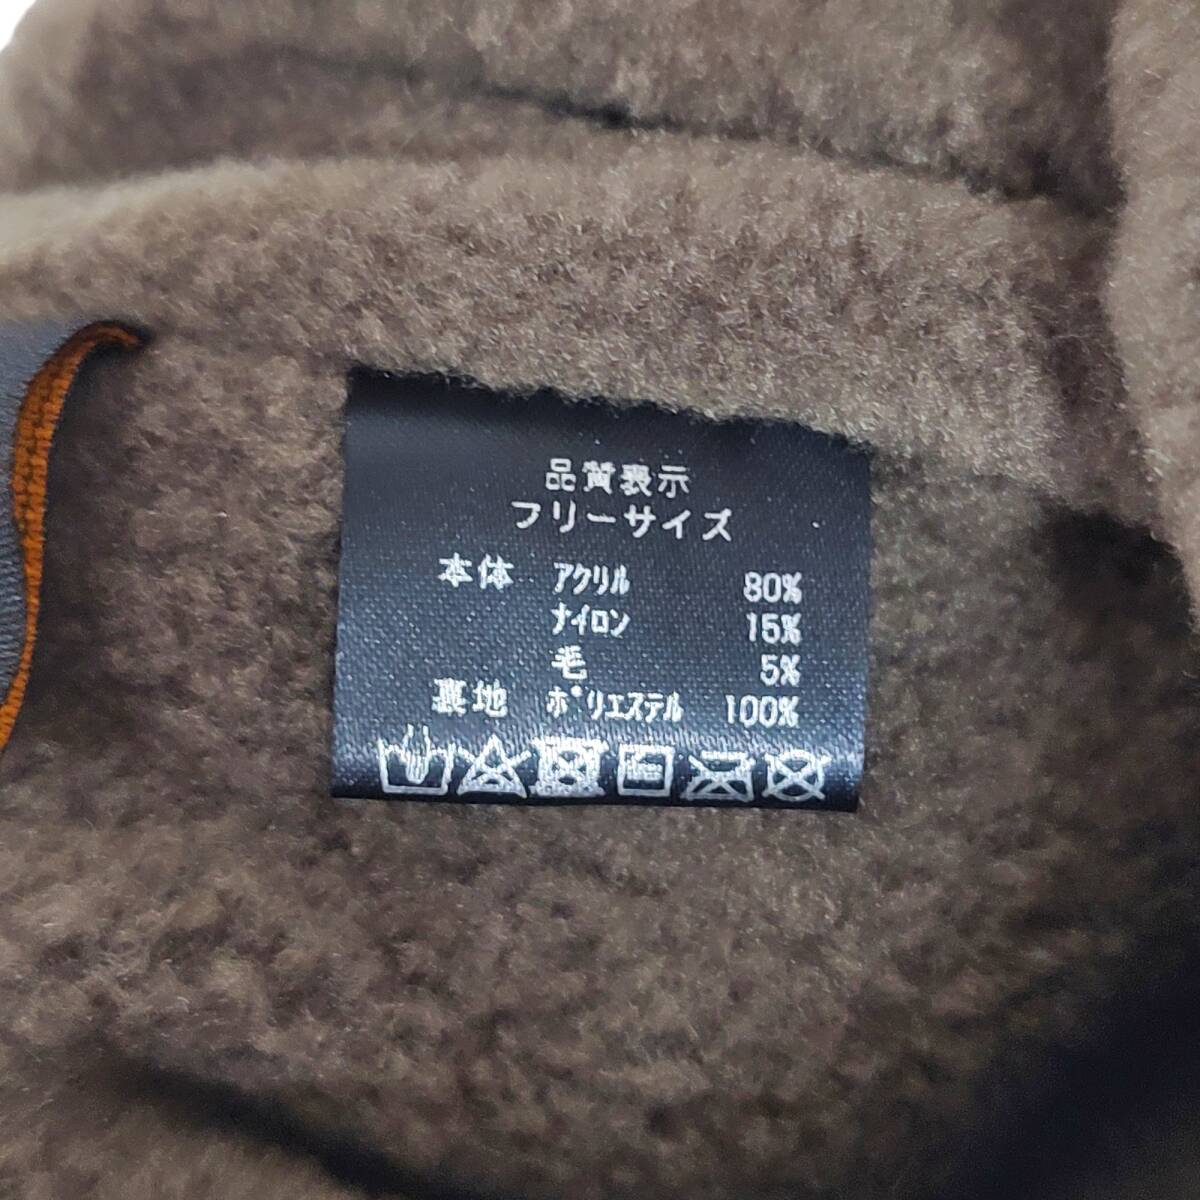 品質表示
フリーサイズ
本体 アクリル 80%
ナイロン 15%
毛 5%
裏地 ポリエステル 100%